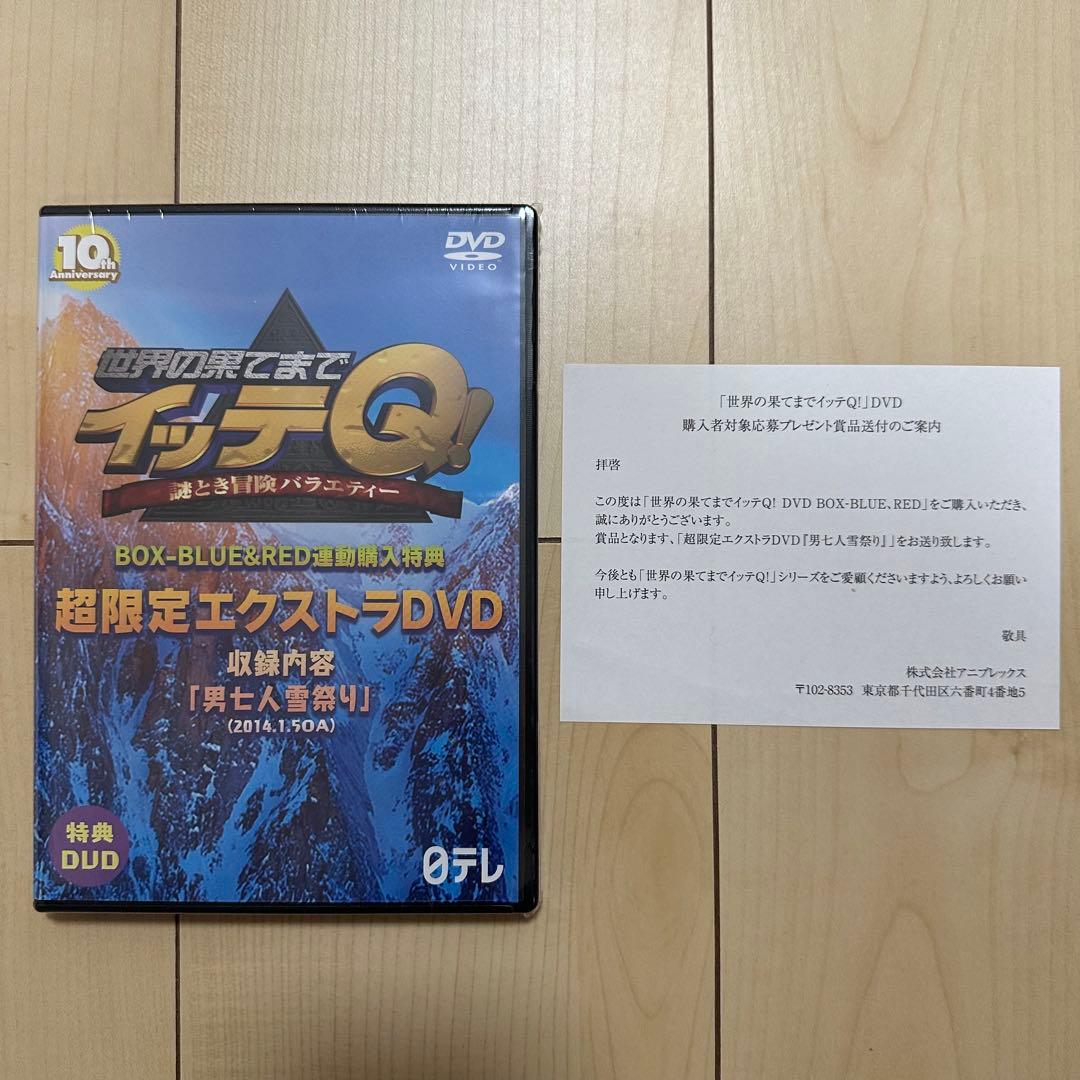 10th
Anniversary
DVD
VIDEO
世界の果てまで
イッテQ!
謎とき冒険バラエティー
BOX-BLUE&RED連動購入特典
超限定エクストラDVD
収録内容
「男七人雪祭り」
(2014.1.5OA)
特典
DVD
日テレ
「世界の果てまでイッテQ!」DVD
購入者対象応募プレゼント賞品送付のご案内
拝啓
この度は「世界の果てまでイッテQ! DVD BOX-BLUE、RED」をご購入いただき、
誠にありがとうございます。
賞品となります、「超限定エクストラDVD『男七人雪祭り』」をお送り致します。
今後とも「世界の果てまでイッテQ!」シリーズをご愛顧くださいますよう、よろしくお願い
申し上げます。
敬具
株式会社アニプレックス
〒102-8353 東京都千代田区六番町4番地5